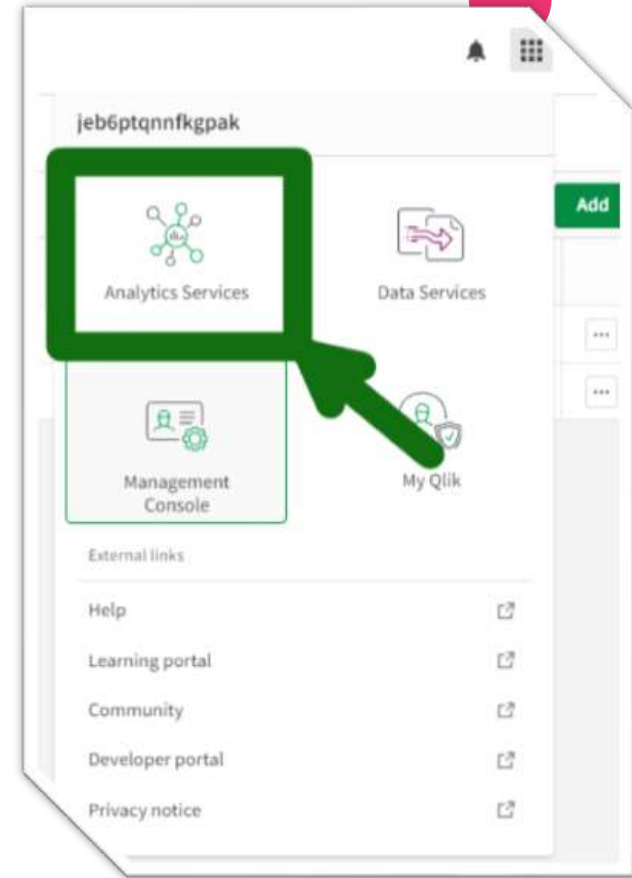 jeb6ptqnnfkgpak
Add
Analytics Services
Data Services
Management
Console
My Qlik
External links
Help
Learning portal
Community
Developer portal
Privacy notice